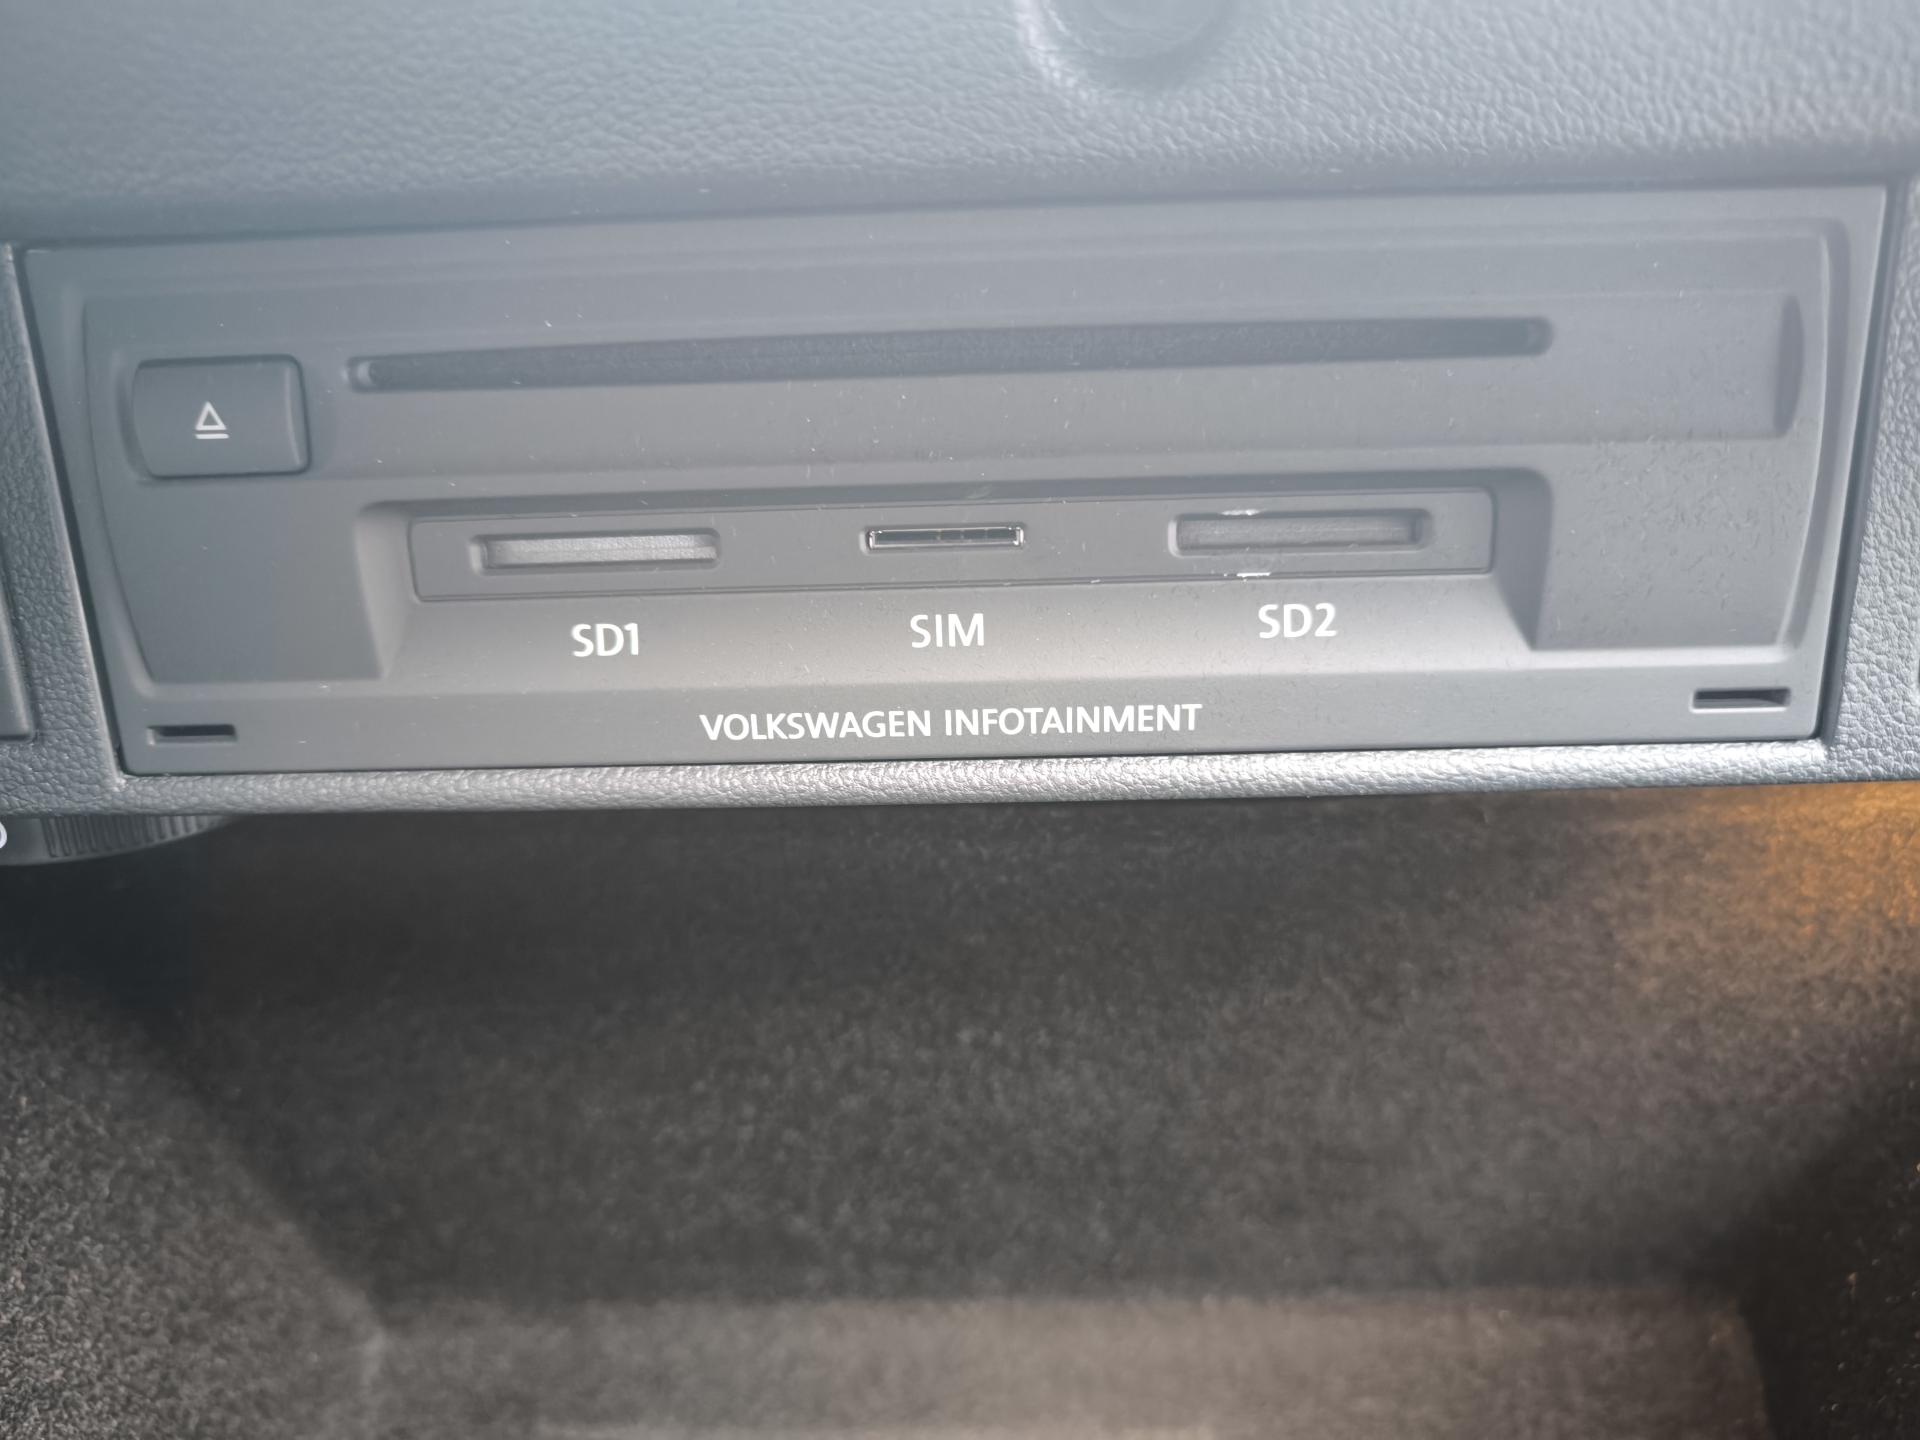 SD1 SIM SD2
VOLKSWAGEN INFOTAINMENT